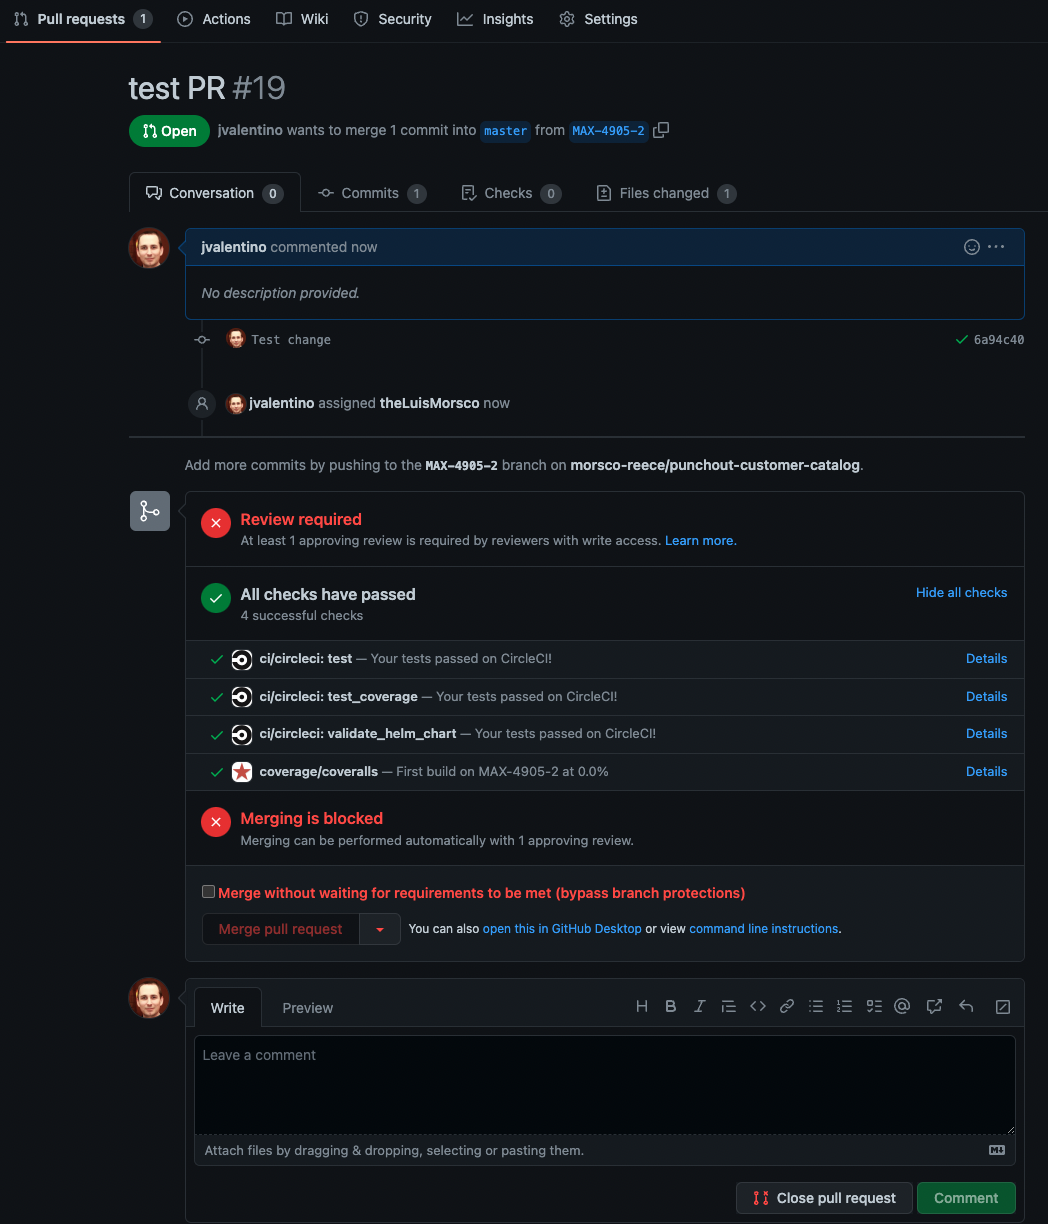 Pull requests 1 Actions Wiki Security Insights Settings
test PR #19
Open jvalentino wants to merge 1 commit into master from MAX-4905-2
Conversation 0 Commits 1 Checks 0 Files changed 1
jvalentino commented now
No description provided.
Test change 6a94c40
jvalentino assigned theLuisMorsco now
Add more commits by pushing to the MAX-4905-2 branch on morsco-reece/punchout-customer-catalog.
Review required
At least 1 approving review is required by reviewers with write access. Learn more.
All checks have passed Hide all checks
4 successful checks
ci/circleci: test — Your tests passed on CircleCI! Details
ci/circleci: test_coverage — Your tests passed on CircleCI! Details
ci/circleci: validate_helm_chart — Your tests passed on CircleCI! Details
coverage/coveralls — First build on MAX-4905-2 at 0.0% Details
Merging is blocked
Merging can be performed automatically with 1 approving review.
Merge without waiting for requirements to be met (bypass branch protections)
Merge pull request You can also open this in GitHub Desktop or view command line instructions.
Write Preview
Leave a comment
Attach files by dragging & dropping, selecting or pasting them.
Close pull request Comment